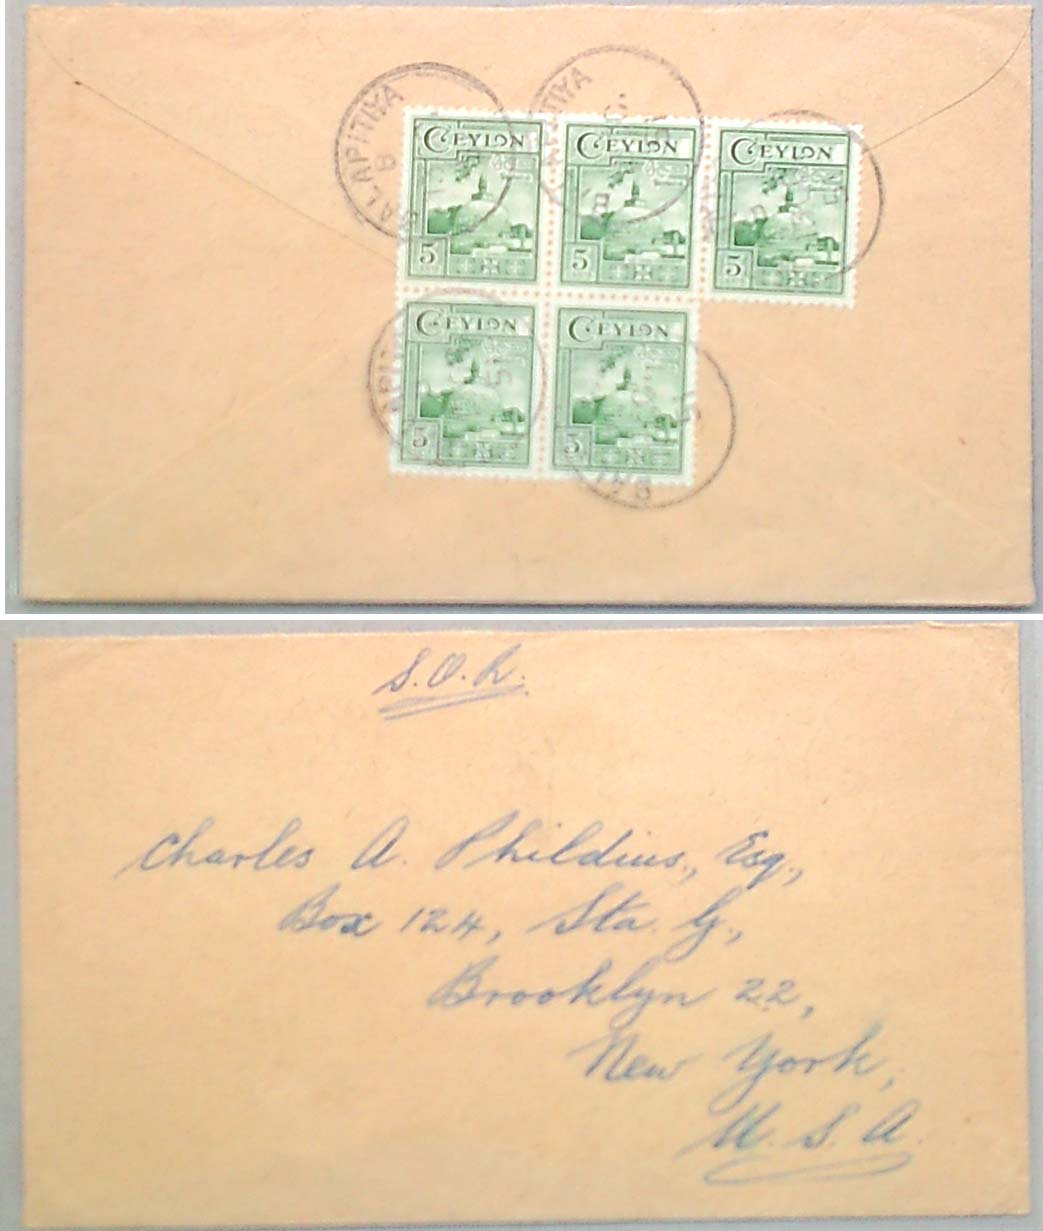 BALAPITIYA
B
CEYLON
5
CEYLON
5
CEYLON
5
CEYLON
5
CEYLON
5
S.O.R.
Charles A. Phildius, Esq.,
Box 124, Sta. G.,
Brooklyn 22,
New York,
U. S. A.